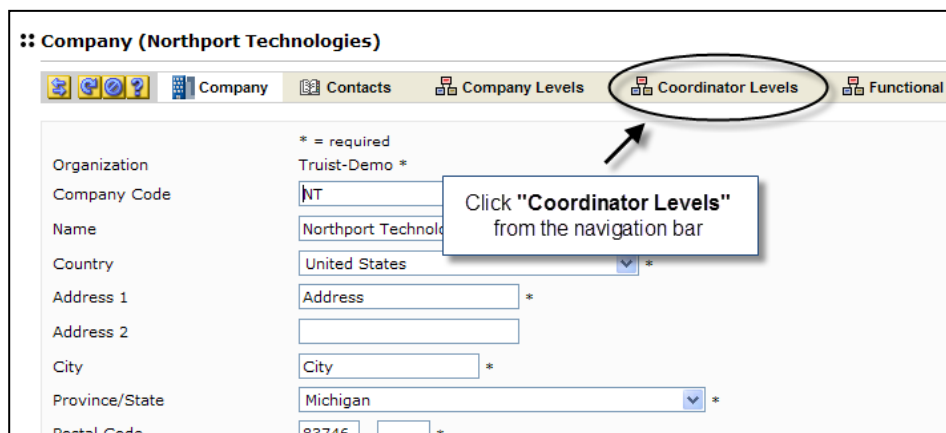 Company (Northport Technologies)
Company Contacts Company Levels Coordinator Levels Functional
* = required
Organization Truist-Demo *
Company Code NT
Click "Coordinator Levels"
from the navigation bar
Name Northport
Country United States *
Address 1 Address *
Address 2
City City *
Province/State Michigan *
Postal Code 83746 *